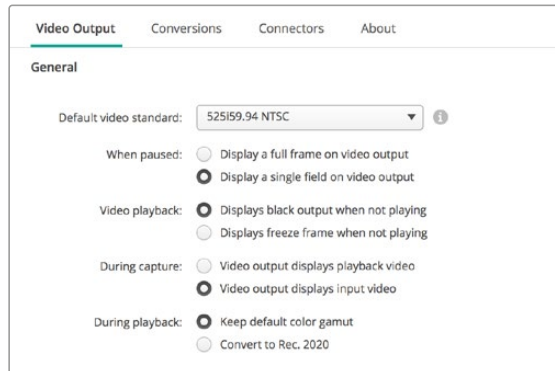 Video Output Conversions Connectors About
General
Default video standard: 525i59.94 NTSC
When paused: Display a full frame on video output
Display a single field on video output
Video playback: Displays black output when not playing
Displays freeze frame when not playing
During capture: Video output displays playback video
Video output displays input video
During playback: Keep default color gamut
Convert to Rec. 2020